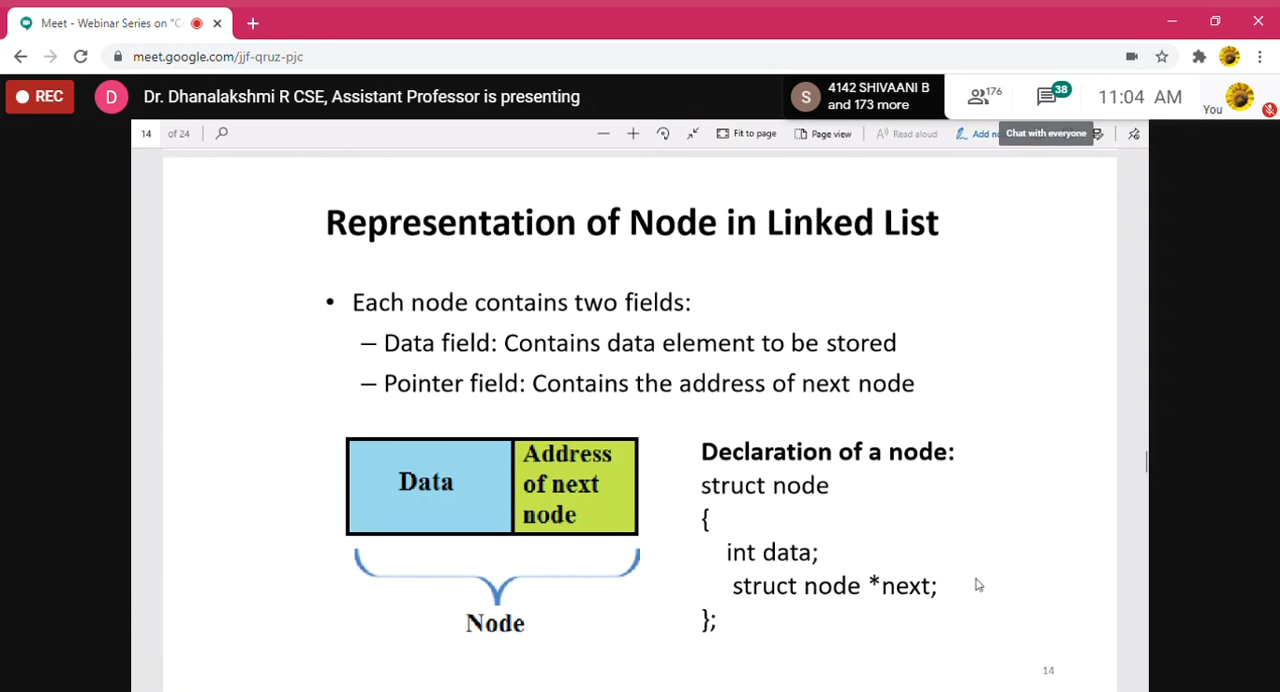 Meet - Webinar Series on "C
meet.google.com/jjf-qruz-pjc
REC
D
Dr. Dhanalakshmi R CSE, Assistant Professor is presenting
S
4142 SHIVAANI B
and 173 more
176
38
11:04 AM
You
14 of 24
Fit to page
Page view
Read aloud
Add no
Chat with everyone
Representation of Node in Linked List
• Each node contains two fields:
– Data field: Contains data element to be stored
– Pointer field: Contains the address of next node
Data
Address
of next
node
Node
Declaration of a node:
struct node
{
int data;
struct node *next;
};
14